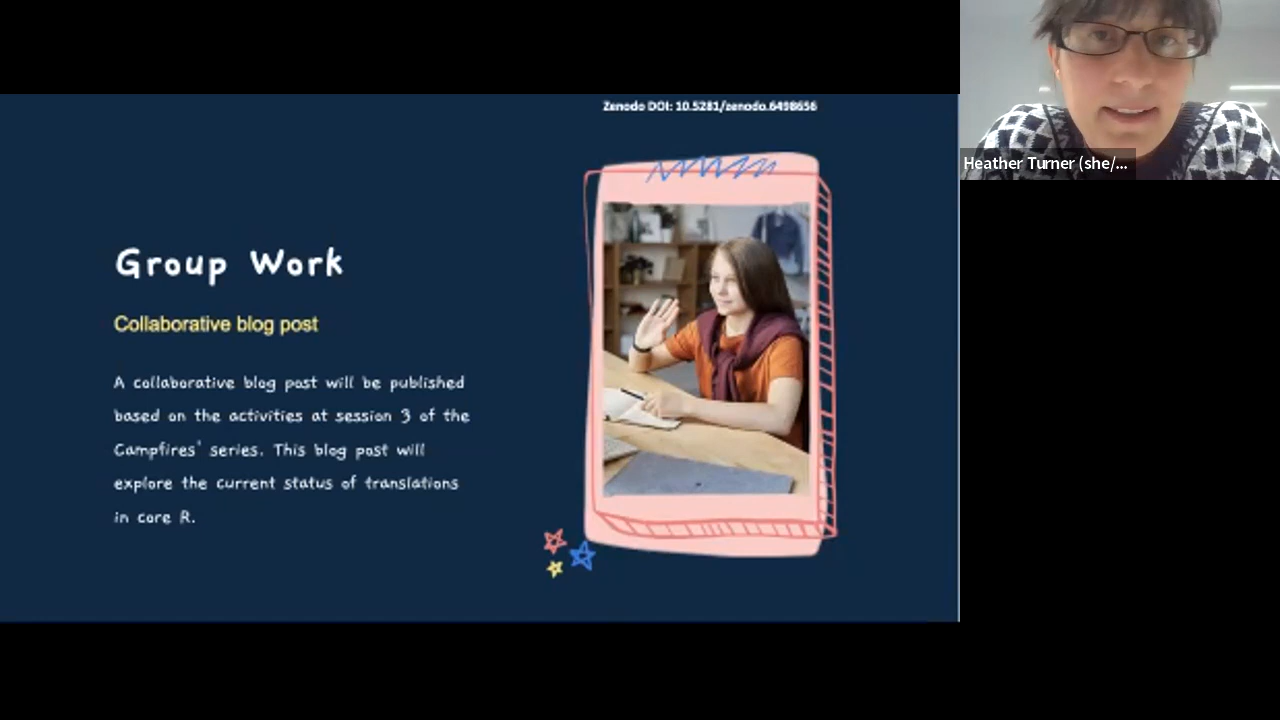 Zenodo DOI: 10.5281/zenodo.6498656
Heather Turner (she/...
Group Work
Collaborative blog post
A collaborative blog post will be published
based on the activities at session 3 of the
Campfires' series. This blog post will
explore the current status of translations
in core R.